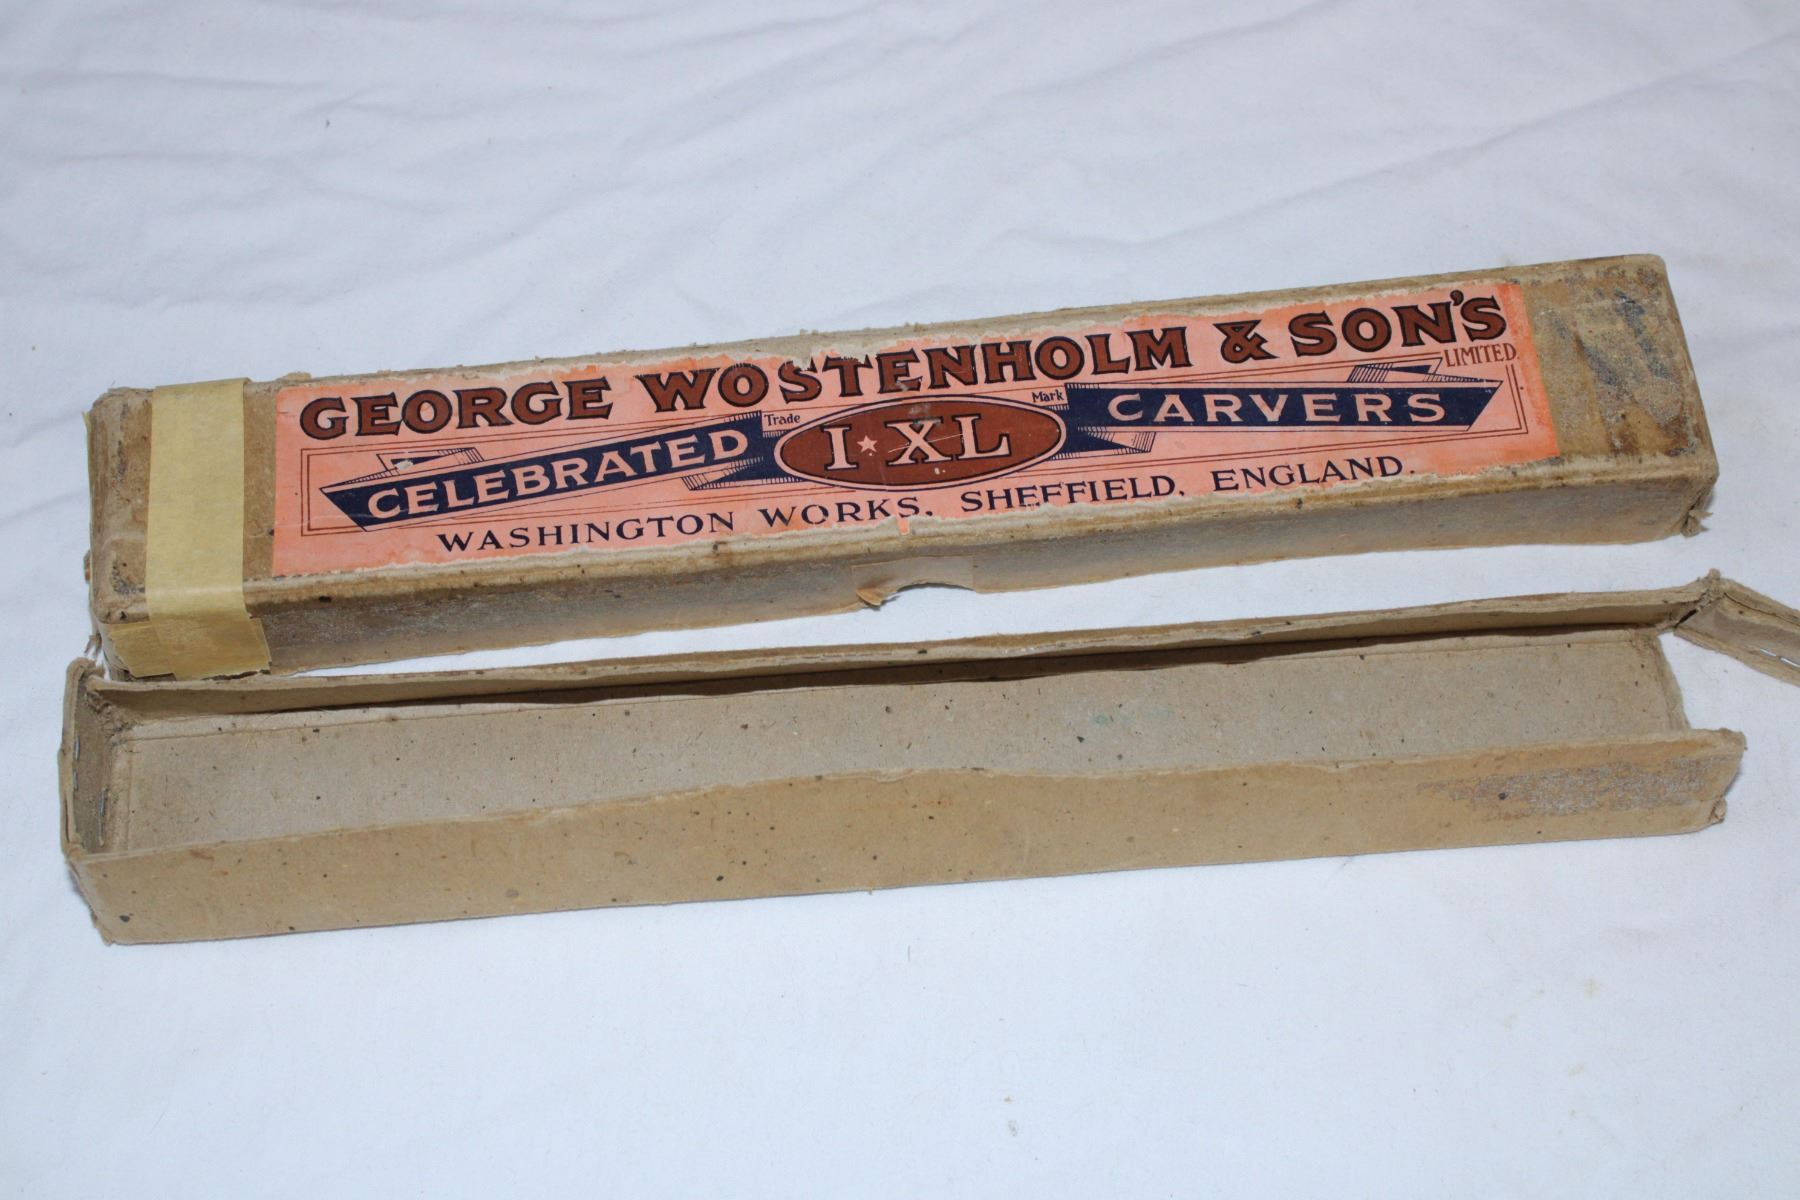 GEORGE WOSTENHOLM & SON'S
LIMITED.
CELEBRATED Trade I★XL Mark CARVERS
WASHINGTON WORKS, SHEFFIELD, ENGLAND.